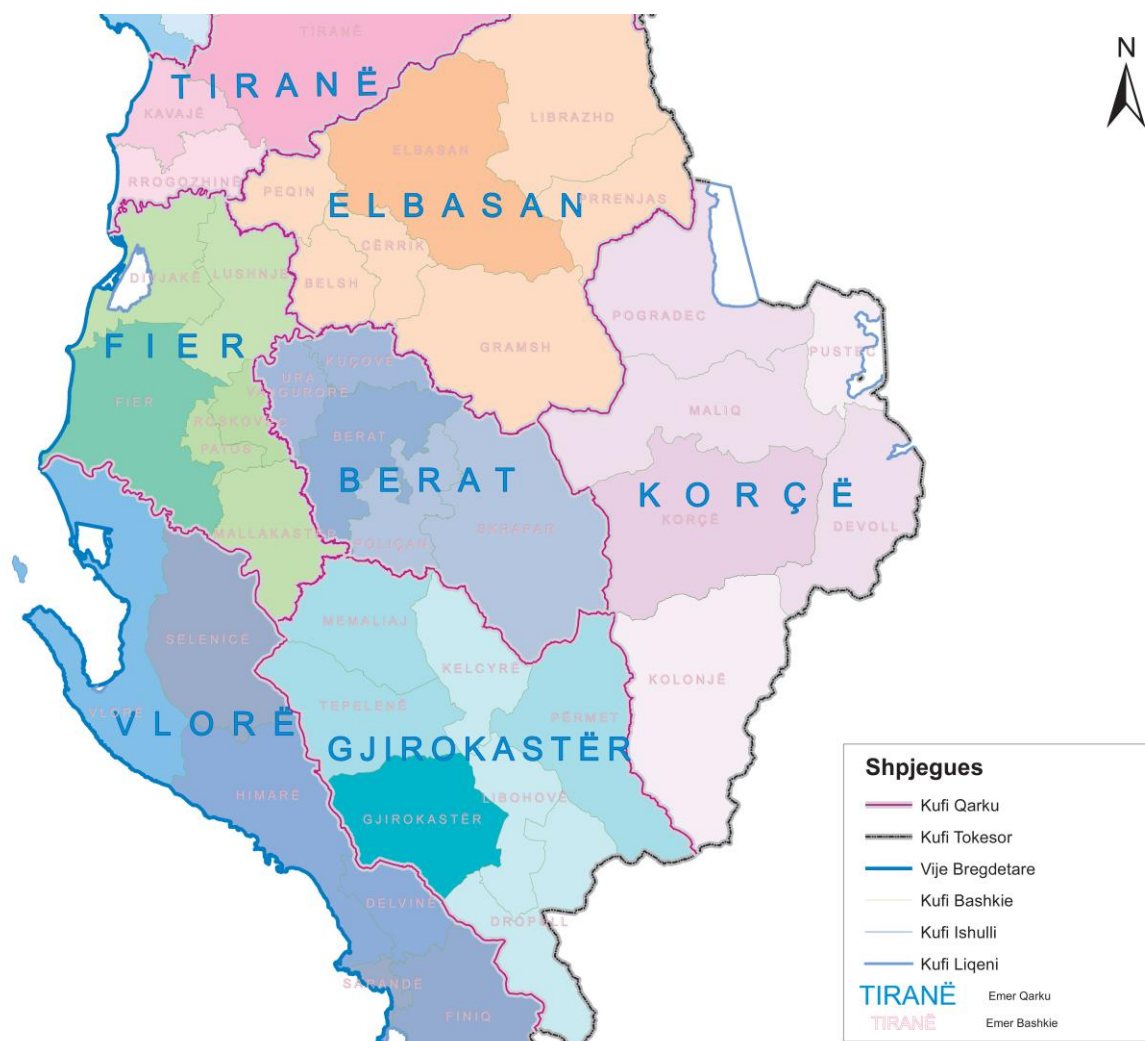 TIRANË
N
TIRANË
KAVAJË
LIBRAZHD
ELBASAN
RROGOZHINË
PEQIN
PRRENJAS
ELBASAN
CËRRIK
DIVJAKË
LUSHNJE
BELSH
POGRADEC
FIER
GRAMSH
PUSTEC
KUÇOVË
URA
VAJGURORE
FIER
MALIQ
ROSKOVEC
PATOS
BERAT
BERAT
KORÇË
KORÇË
DEVOLL
MALLAKASTËR
POLIÇAN
SKRAPAR
MEMALIAJ
SELENICË
KELCYRË
KOLONJË
TEPELENË
PËRMET
VLORË
VLORË
GJIROKASTËR
HIMARË
LIBOHOVË
GJIROKASTËR
DELVINË
DROPULL
SARANDË
FINIQ
Shpjegues
Kufi Qarku
Kufi Tokesor
Vije Bregdetare
Kufi Bashkie
Kufi Ishulli
Kufi Liqeni
TIRANË Emer Qarku
TIRANË Emer Bashkie